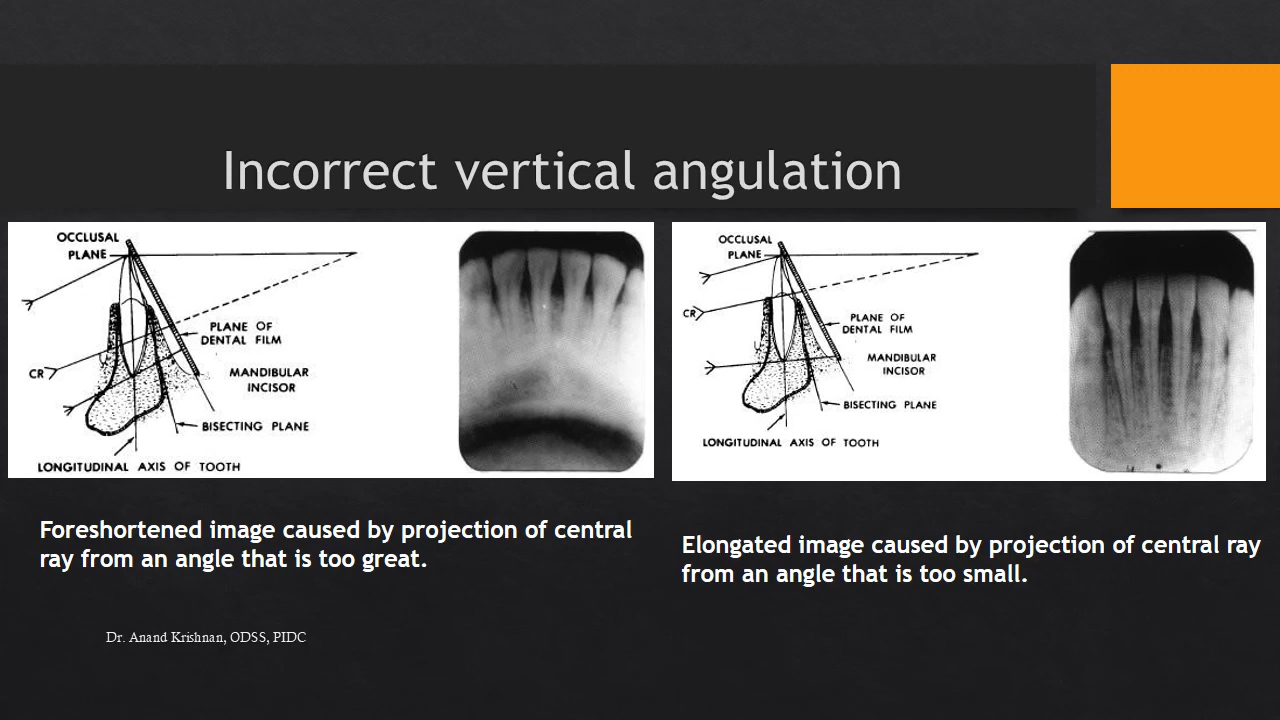 Incorrect vertical angulation
OCCLUSAL
PLANE
PLANE OF
DENTAL FILM
CR
MANDIBULAR
INCISOR
BISECTING PLANE
LONGITUDINAL AXIS OF TOOTH
OCCLUSAL
PLANE
CR
PLANE OF
DENTAL FILM
MANDIBULAR
INCISOR
BISECTING PLANE
LONGITUDINAL AXIS OF TOOTH
Foreshortened image caused by projection of central
ray from an angle that is too great.
Elongated image caused by projection of central ray
from an angle that is too small.
Dr. Anand Krishnan, ODSS, PIDC